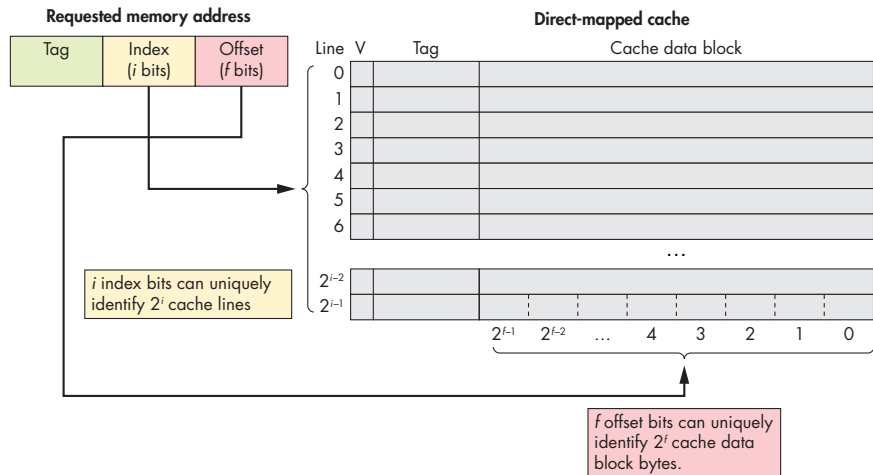 Requested memory address
Tag
Index
(i bits)
Offset
(f bits)
Direct-mapped cache
Line V Tag Cache data block
0
1
2
3
4
5
6
...
2^{i–2}
2^{i–1}
2^{f–1} 2^{f–2} ... 4 3 2 1 0
i index bits can uniquely
identify 2^i cache lines
f offset bits can uniquely
identify 2^f cache data
block bytes.